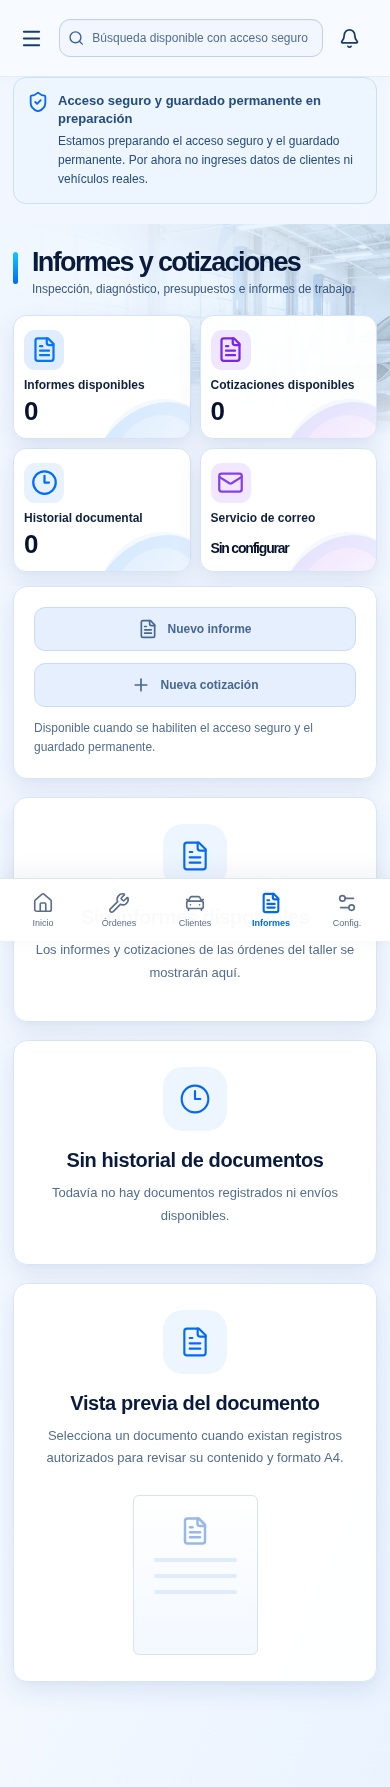 Búsqueda disponible con acceso seguro
Acceso seguro y guardado permanente en
preparación
Estamos preparando el acceso seguro y el guardado
permanente. Por ahora no ingreses datos de clientes ni
vehículos reales.
Informes y cotizaciones
Inspección, diagnóstico, presupuestos e informes de trabajo.
Informes disponibles
0
Cotizaciones disponibles
0
Historial documental
0
Servicio de correo
Sin configurar
Nuevo informe
Nueva cotización
Disponible cuando se habiliten el acceso seguro y el
guardado permanente.
Sin informes disponibles
Inicio
Órdenes
Clientes
Informes
Config.
Los informes y cotizaciones de las órdenes del taller se
mostrarán aquí.
Sin historial de documentos
Todavía no hay documentos registrados ni envíos
disponibles.
Vista previa del documento
Selecciona un documento cuando existan registros
autorizados para revisar su contenido y formato A4.